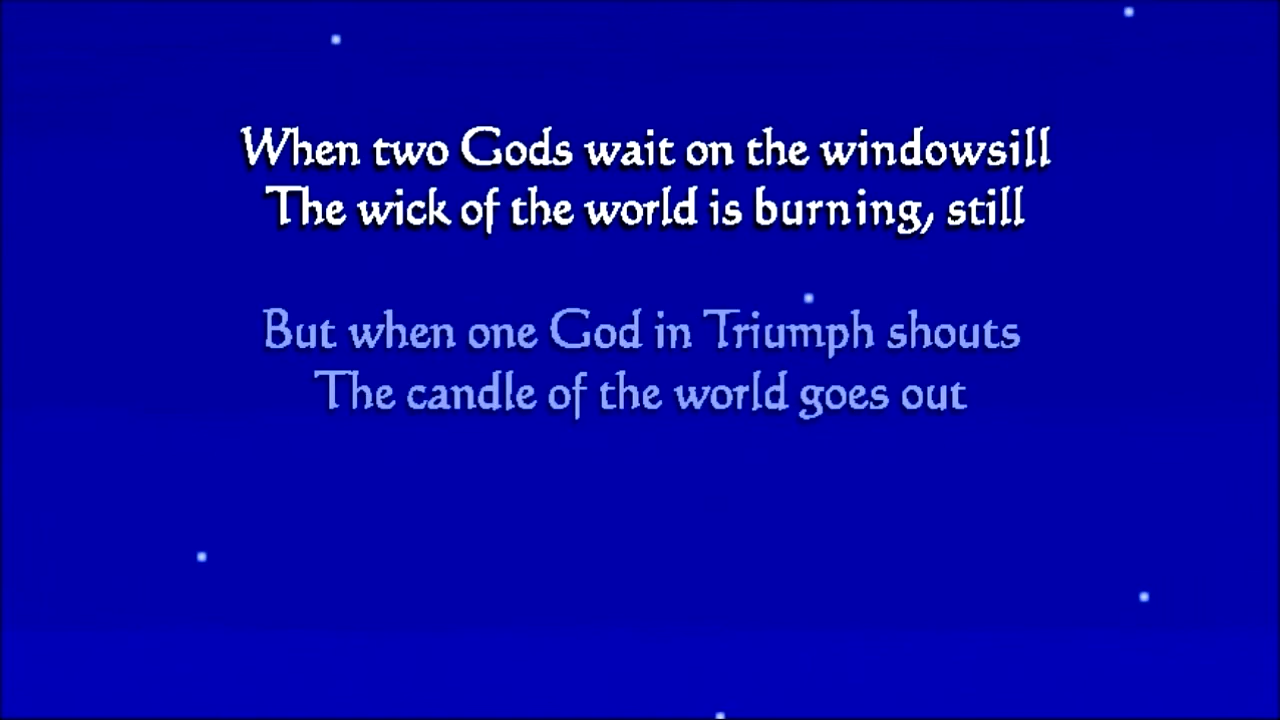 When two Gods wait on the windowsill
The wick of the world is burning, still
But when one God in Triumph shouts
The candle of the world goes out